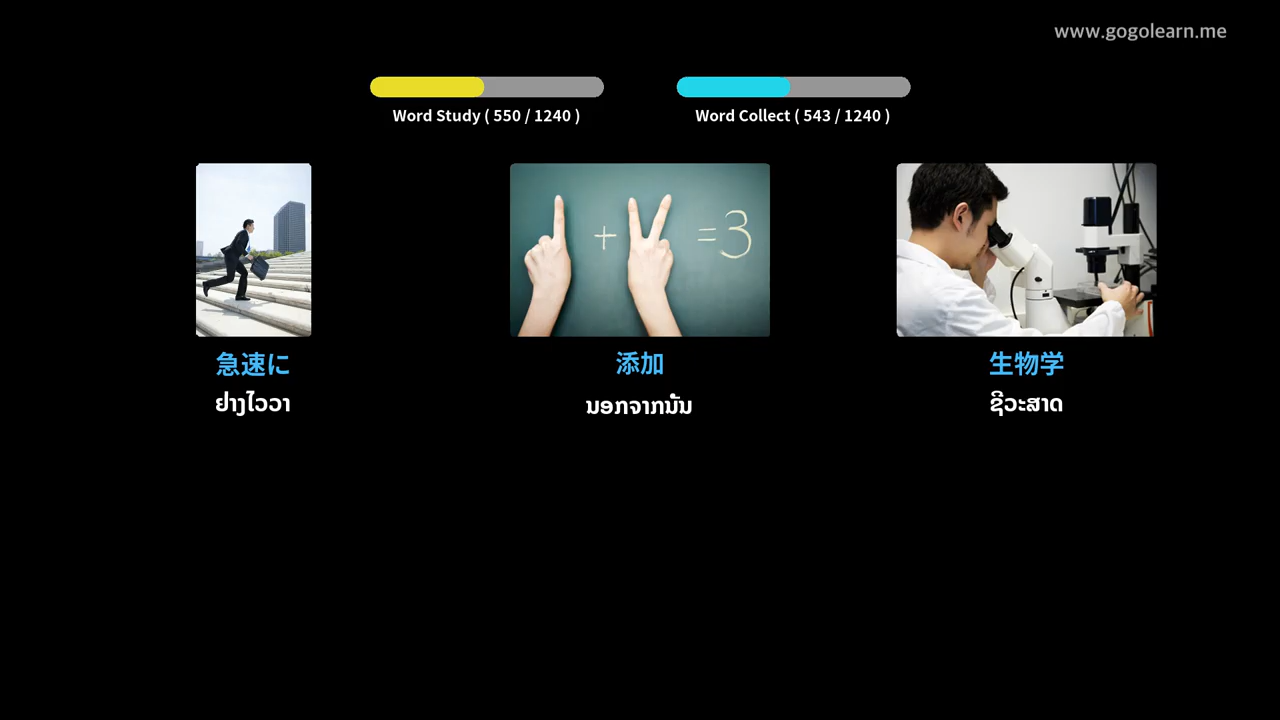 www.gogolearn.me
Word Study ( 550 / 1240 )
Word Collect ( 543 / 1240 )
+ =3
急速に
添加
生物学
ຢ່າງໄວວາ
ນອກຈາກນັ້ນ
ຊີວະສາດ